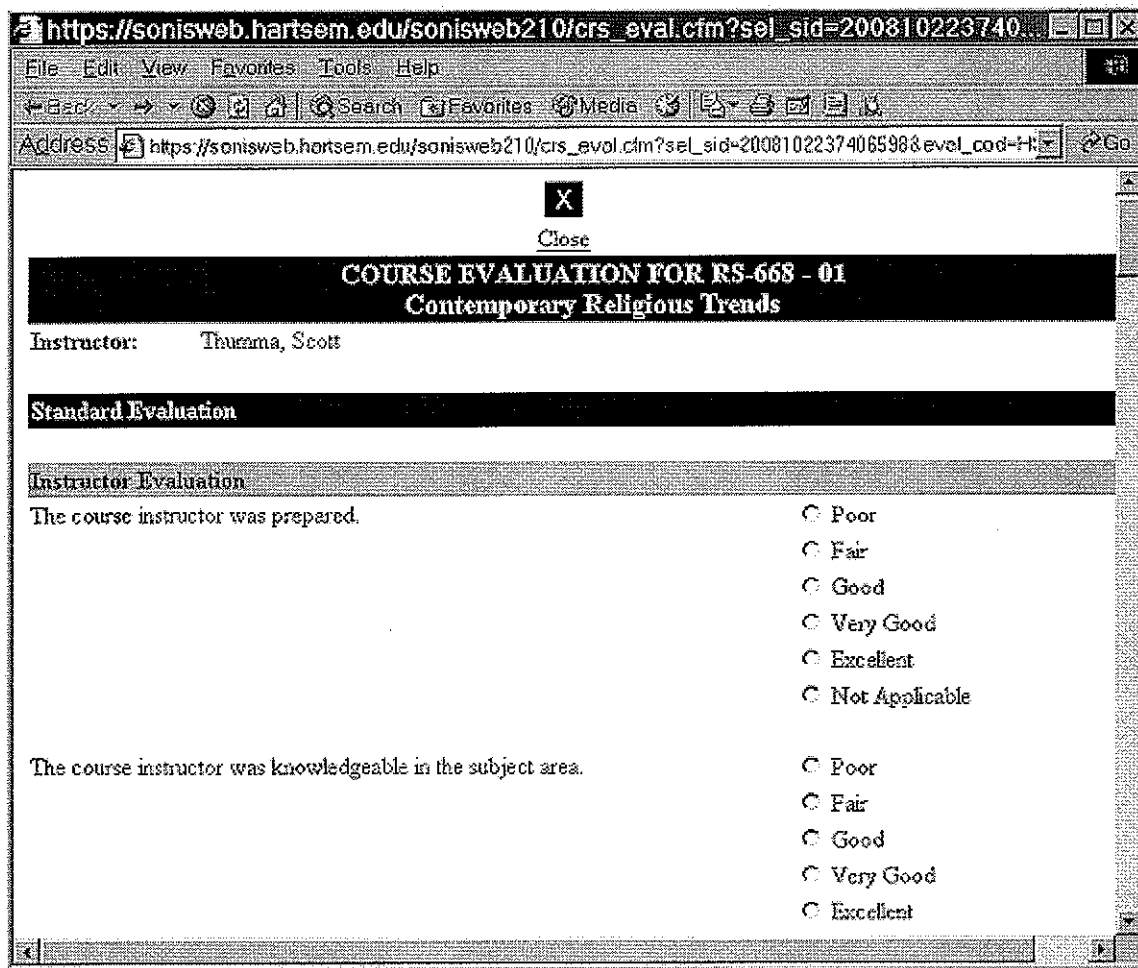 https://sonisweb.hartsem.edu/sonisweb210/crs_eval.cfm?sel_sid=200810223740...
File Edit View Favorites Tools Help
Back Search Favorites Media
Address https://sonisweb.hartsem.edu/sonisweb210/crs_eval.cfm?sel_sid=2008102237406598&eval_cod=H Go
X
Close
COURSE EVALUATION FOR RS-668 - 01
Contemporary Religious Trends
Instructor: Thumma, Scott
Standard Evaluation
Instructor Evaluation
The course instructor was prepared. Poor
Fair
Good
Very Good
Excellent
Not Applicable
The course instructor was knowledgeable in the subject area. Poor
Fair
Good
Very Good
Excellent